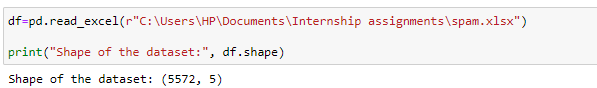 df=pd.read_excel(r"C:\Users\HP\Documents\Internship assignments\spam.xlsx")
print("Shape of the dataset:", df.shape)
Shape of the dataset: (5572, 5)